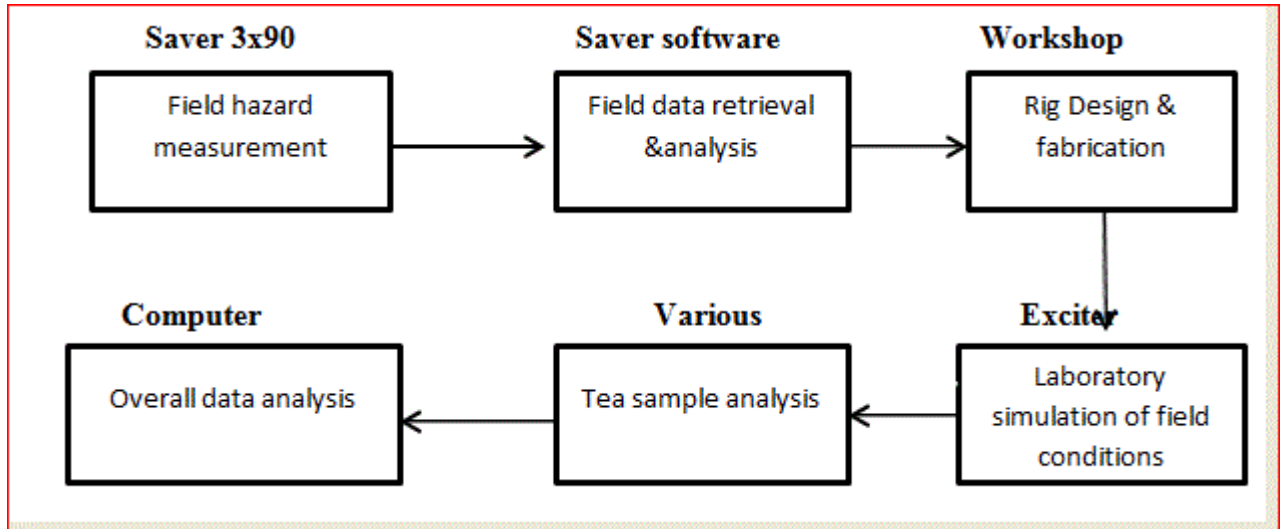 Saver 3x90
Saver software
Workshop
Field hazard
measurement
Field data retrieval
&analysis
Rig Design &
fabrication
Computer
Various
Exciter
Overall data analysis
Tea sample analysis
Laboratory
simulation of field
conditions